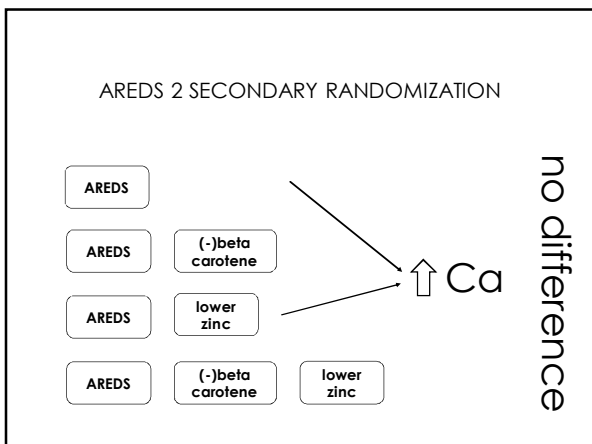 AREDS 2 SECONDARY RANDOMIZATION
AREDS
AREDS
(-)beta
carotene
AREDS
lower
zinc
AREDS
(-)beta
carotene
lower
zinc
Ca
no difference